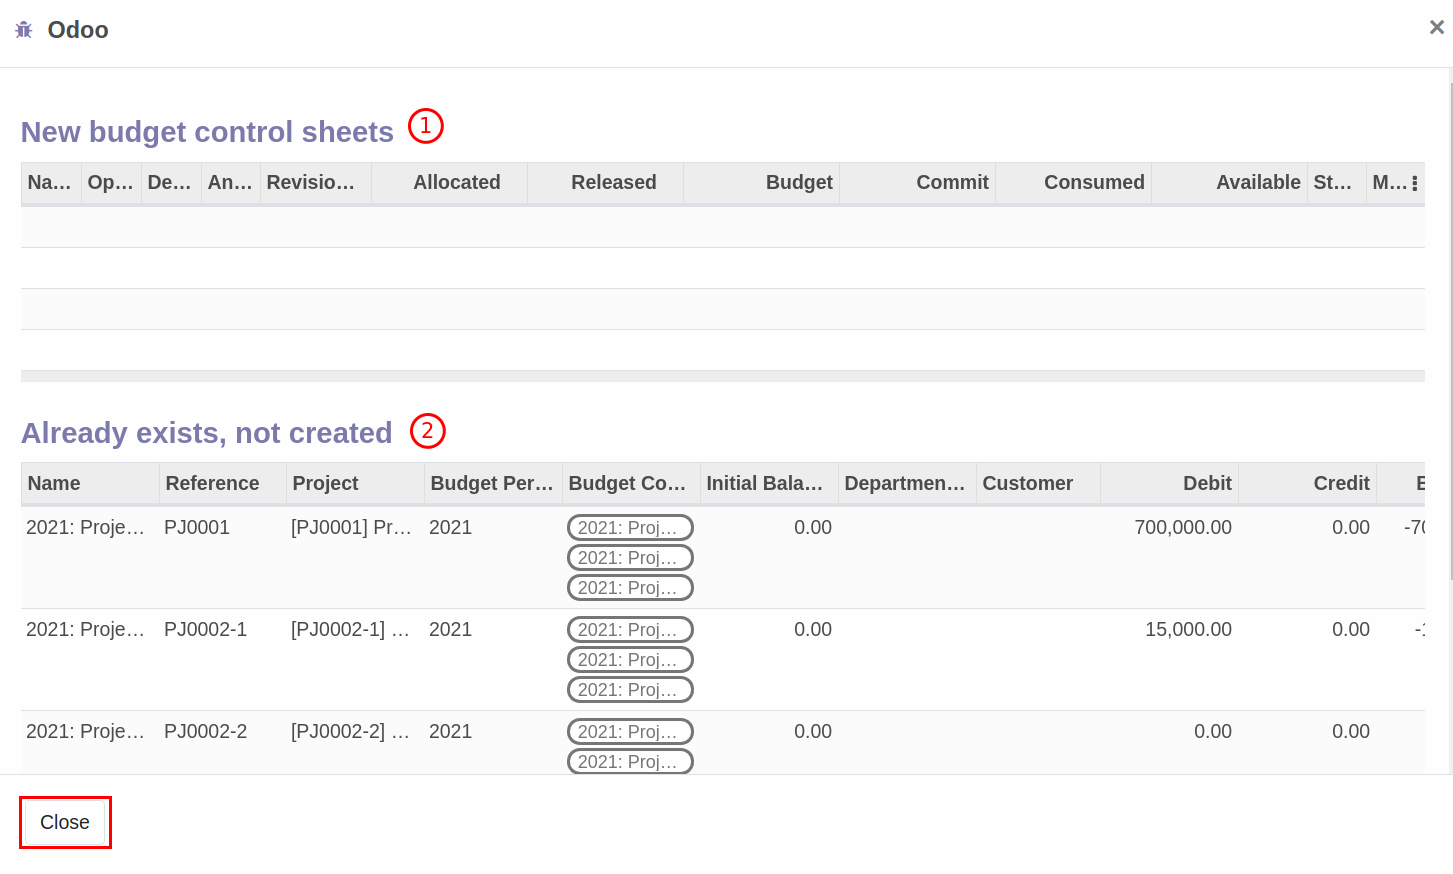 Odoo ×
New budget control sheets 1
Na… Op… De… An… Revisio… Allocated Released Budget Commit Consumed Available St… M…
Already exists, not created 2
Name Reference Project Budget Per… Budget Co… Initial Bala… Departmen… Customer Debit Credit
2021: Proje… PJ0001 [PJ0001] Pr… 2021 2021: Proj… 0.00 700,000.00 0.00 -70
2021: Proj…
2021: Proj…
2021: Proje… PJ0002-1 [PJ0002-1] … 2021 2021: Proj… 0.00 15,000.00 0.00 -1
2021: Proj…
2021: Proj…
2021: Proje… PJ0002-2 [PJ0002-2] … 2021 2021: Proj… 0.00 0.00 0.00
2021: Proj…
Close